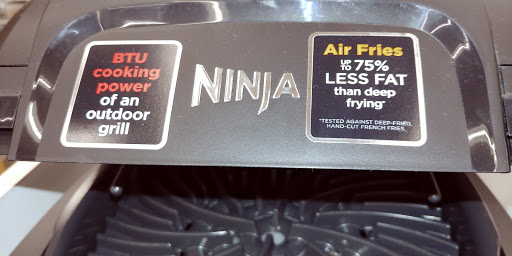 BTU
cooking
power
of an
outdoor
grill
NINJA
Air Fries
UP TO 75%
LESS FAT
than deep
frying*
*TESTED AGAINST DEEP-FRIED,
HAND-CUT FRENCH FRIES.